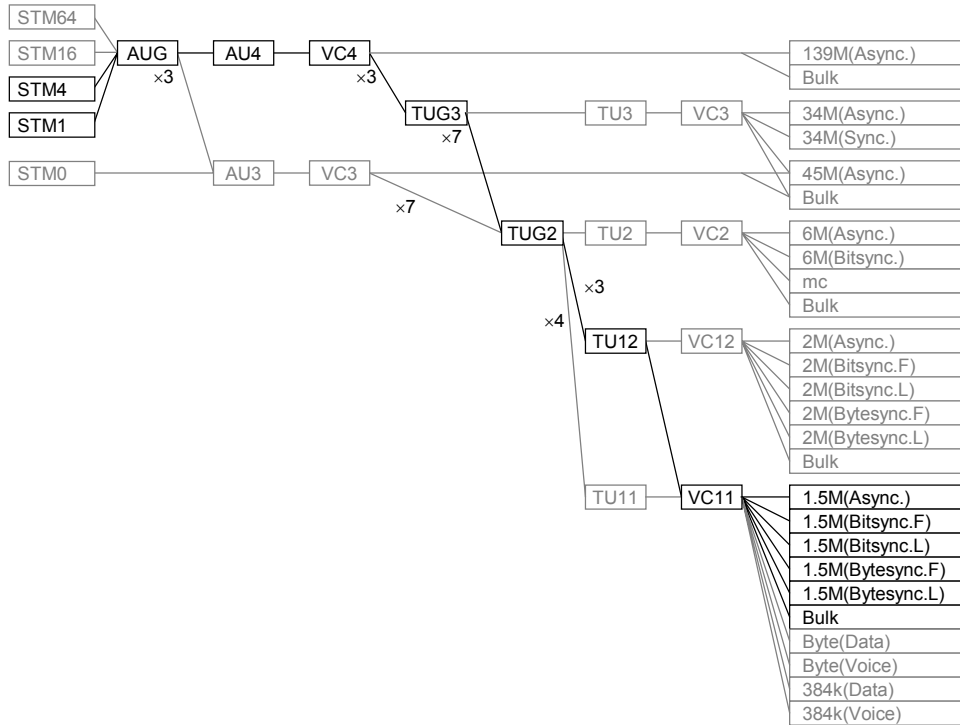 STM64
STM16
AUG
AU4
VC4
139M(Async.)
×3
×3
Bulk
STM4
STM1
TUG3
TU3
VC3
34M(Async.)
×7
34M(Sync.)
STM0
AU3
VC3
45M(Async.)
×7
Bulk
TUG2
TU2
VC2
6M(Async.)
6M(Bitsync.)
×3
mc
Bulk
×4
TU12
VC12
2M(Async.)
2M(Bitsync.F)
2M(Bitsync.L)
2M(Bytesync.F)
2M(Bytesync.L)
Bulk
TU11
VC11
1.5M(Async.)
1.5M(Bitsync.F)
1.5M(Bitsync.L)
1.5M(Bytesync.F)
1.5M(Bytesync.L)
Bulk
Byte(Data)
Byte(Voice)
384k(Data)
384k(Voice)